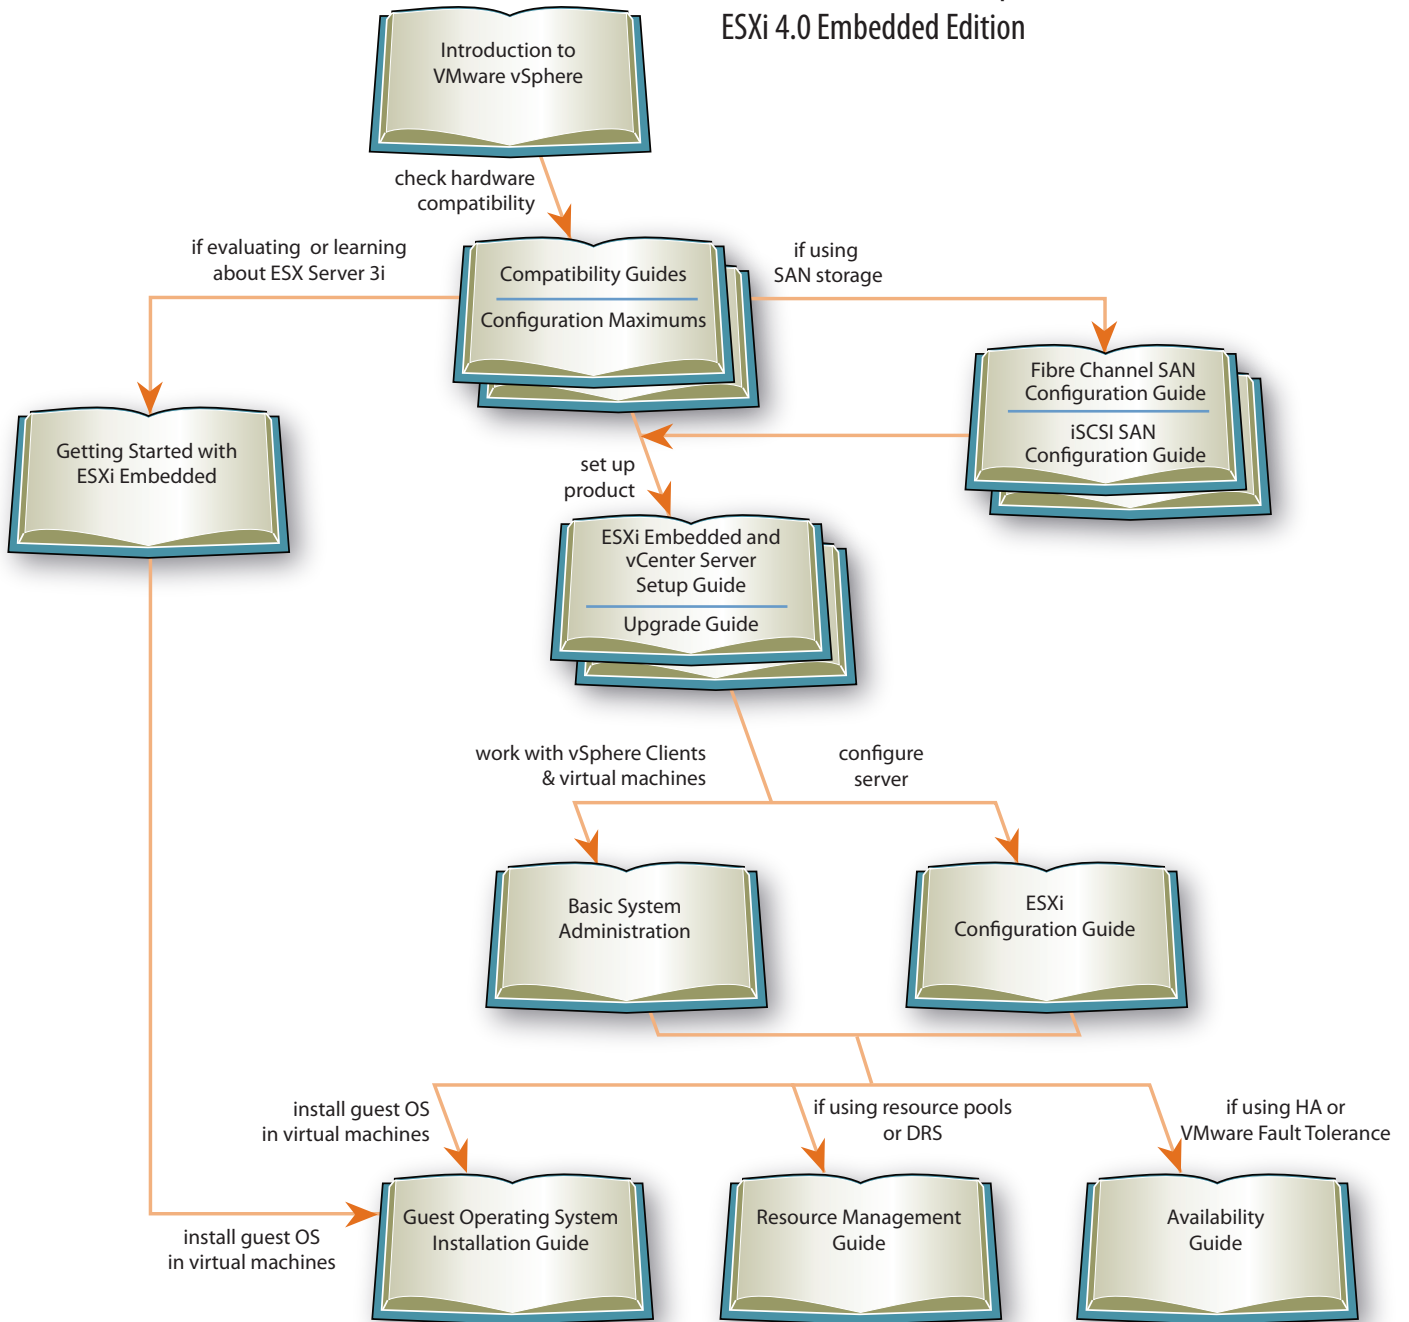 ESXi 4.0 Embedded Edition
Introduction to
VMware vSphere
check hardware
compatibility
if evaluating or learning
about ESX Server 3i
Compatibility Guides
Configuration Maximums
if using
SAN storage
Fibre Channel SAN
Configuration Guide
iSCSI SAN
Configuration Guide
Getting Started with
ESXi Embedded
set up
product
ESXi Embedded and
vCenter Server
Setup Guide
Upgrade Guide
work with vSphere Clients
& virtual machines
configure
server
Basic System
Administration
ESXi
Configuration Guide
install guest OS
in virtual machines
if using resource pools
or DRS
if using HA or
VMware Fault Tolerance
install guest OS
in virtual machines
Guest Operating System
Installation Guide
Resource Management
Guide
Availability
Guide